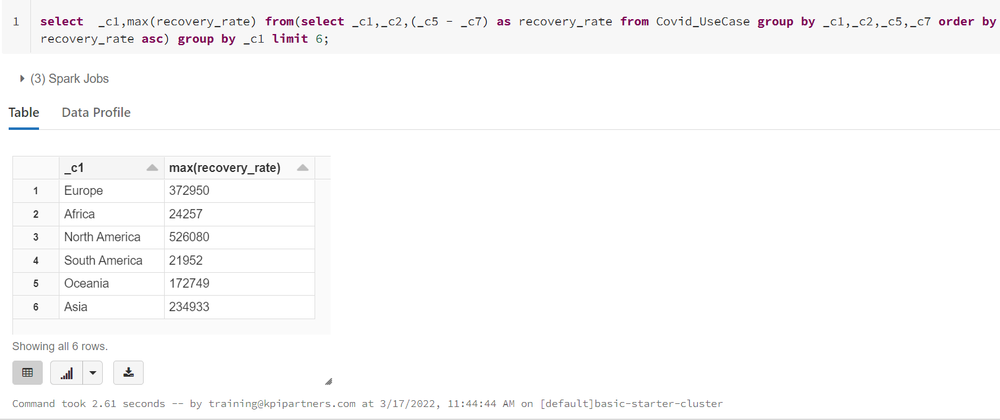 1 select  _c1,max(recovery_rate) from(select _c1,_c2,(_c5 - _c7) as recovery_rate from Covid_UseCase group by _c1,_c2,_c5,_c7 order by
recovery_rate asc) group by _c1 limit 6;
(3) Spark Jobs
Table Data Profile
_c1 max(recovery_rate)
1 Europe 372950
2 Africa 24257
3 North America 526080
4 South America 21952
5 Oceania 172749
6 Asia 234933
Showing all 6 rows.
Command took 2.61 seconds -- by training@kpipartners.com at 3/17/2022, 11:44:44 AM on [default]basic-starter-cluster